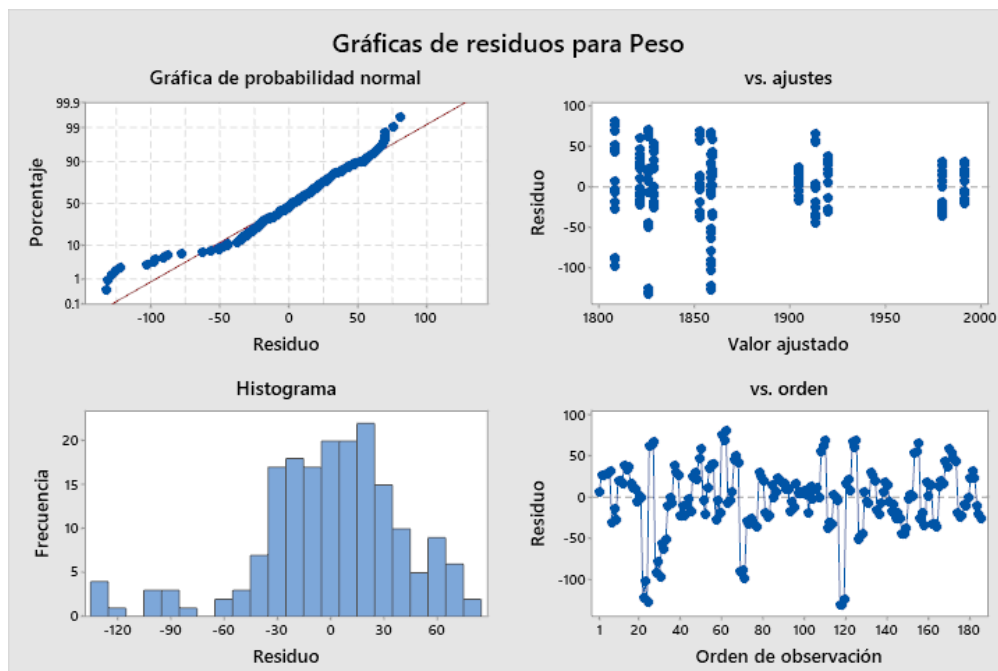 Gráficas de residuos para Peso
Gráfica de probabilidad normal
99.9
99
90
50
10
1
0.1
Porcentaje
-100 -50 0 50 100
Residuo
vs. ajustes
100
50
0
-50
-100
Residuo
1800 1850 1900 1950 2000
Valor ajustado
Histograma
20
15
10
5
0
Frecuencia
-120 -90 -60 -30 0 30 60
Residuo
vs. orden
100
50
0
-50
-100
Residuo
1 20 40 60 80 100 120 140 160 180
Orden de observación